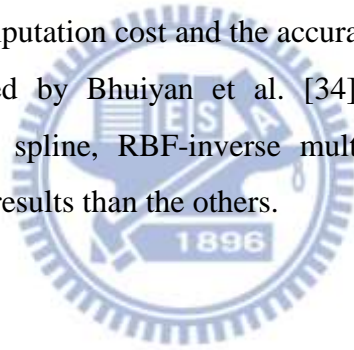 putation cost and the accura
ed by Bhuiyan et al. [34]
spline, RBF-inverse mult
results than the others.
E S A
1896